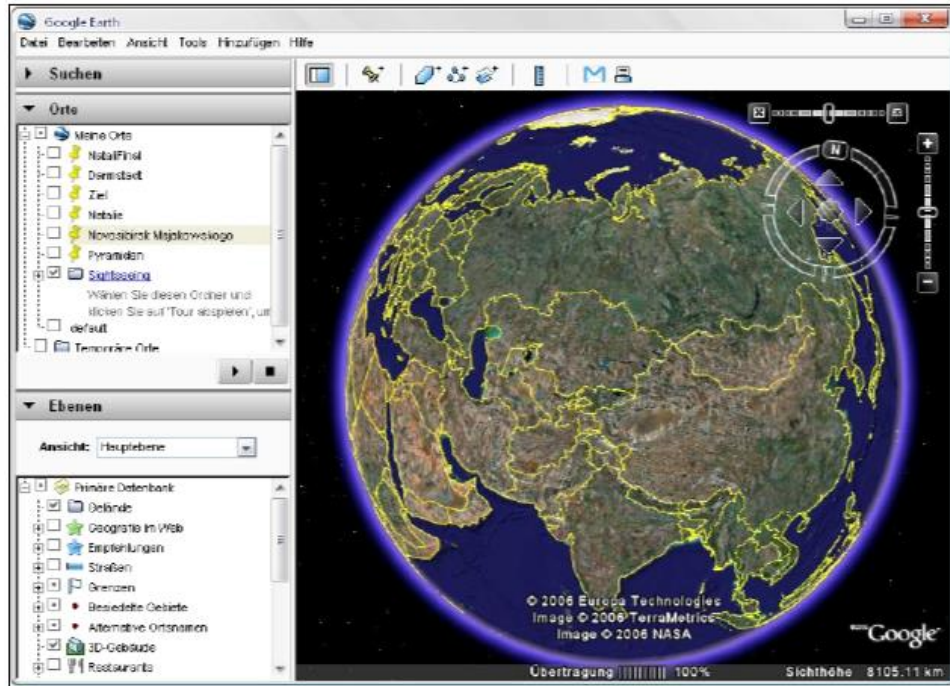 Google Earth
Datei Bearbeiten Ansicht Tools Hinzufügen Hilfe
Suchen
Orte
Meine Orte
NataliFinal
Darmstadt
Ziel
Natalie
Novosibirsk Majakowskogo
Pyramiden
Sightseeing
Wählen Sie diesen Ordner und
klicken Sie auf 'Tour abspielen', um
default
Temporäre Orte
Ebenen
Ansicht: Hauptebene
Primäre Datenbank
Gelände
Geografie im Web
Empfehlungen
Straßen
Grenzen
Besiedelte Gebiete
Alternative Ortsnamen
3D-Gebäude
Restaurants
N
© 2006 Europa Technologies
Image © 2006 TerraMetrics
Image © 2006 NASA
Google
Übertragung 100% Sichthöhe 8105.11 km